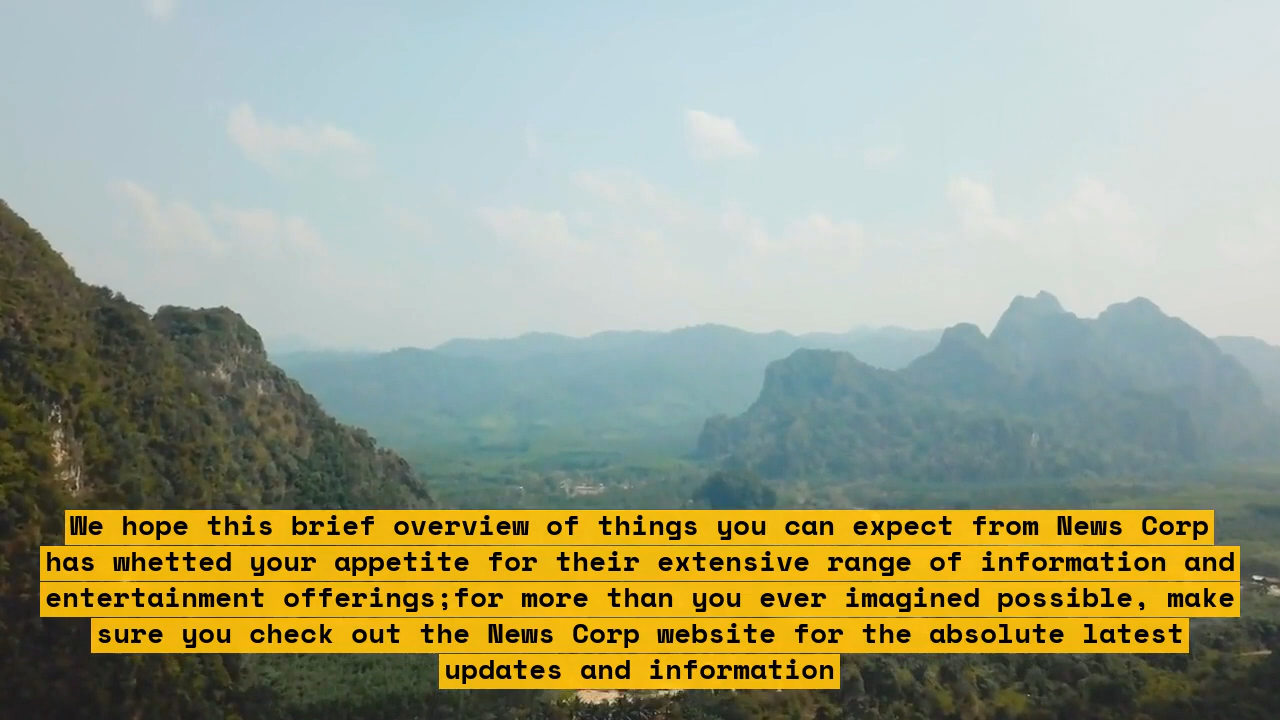 We hope this brief overview of things you can expect from News Corp
has whetted your appetite for their extensive range of information and
entertainment offerings;for more than you ever imagined possible, make
sure you check out the News Corp website for the absolute latest
updates and information